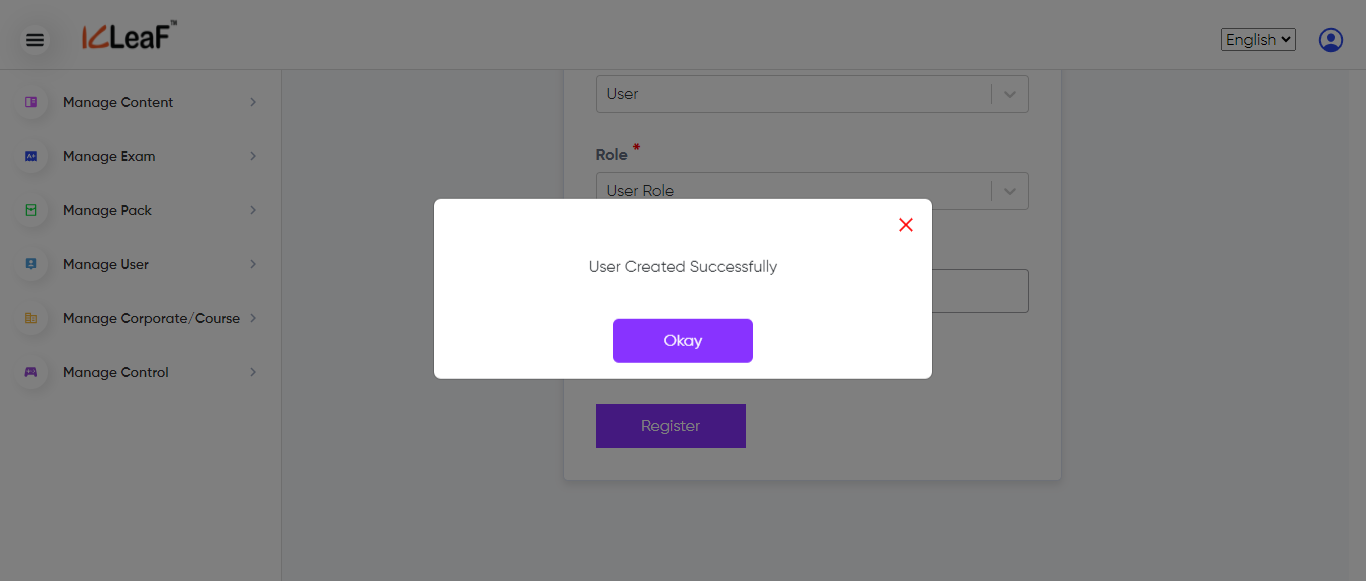 LeaF™
English
Manage Content
Manage Exam
Manage Pack
Manage User
Manage Corporate/Course
Manage Control
User
Role *
User Role
User Created Successfully
Okay
Register